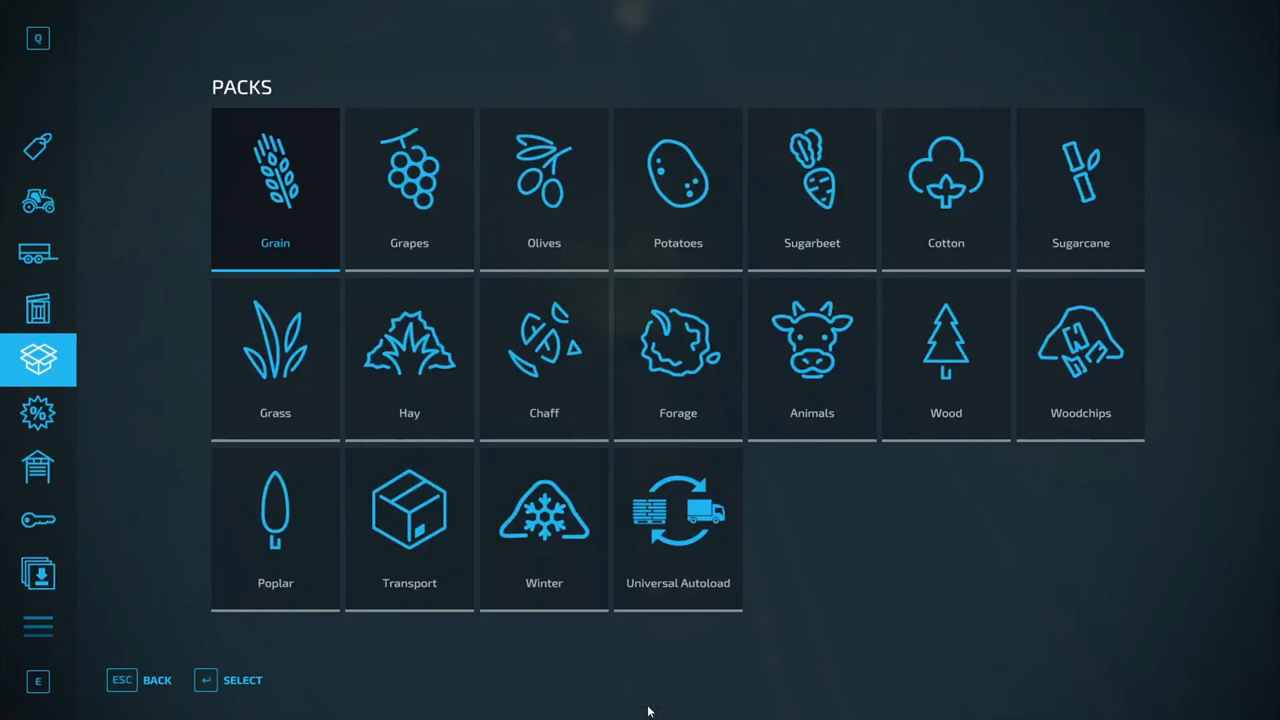 Q
PACKS
Grain
Grapes
Olives
Potatoes
Sugarbeet
Cotton
Sugarcane
Grass
Hay
Chaff
Forage
Animals
Wood
Woodchips
Poplar
Transport
Winter
Universal Autoload
%
E
ESC BACK ↵ SELECT